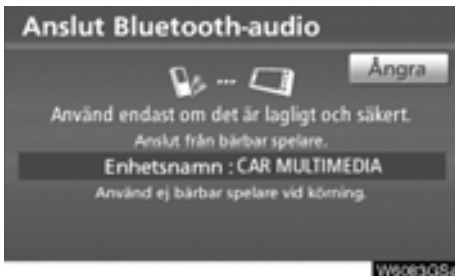 Anslut Bluetooth-audio
Ångra
Använd endast om det är lagligt och säkert.
Anslut från bärbar spelare.
Enhetsnamn : CAR MULTIMEDIA
Använd ej bärbar spelare vid körning.